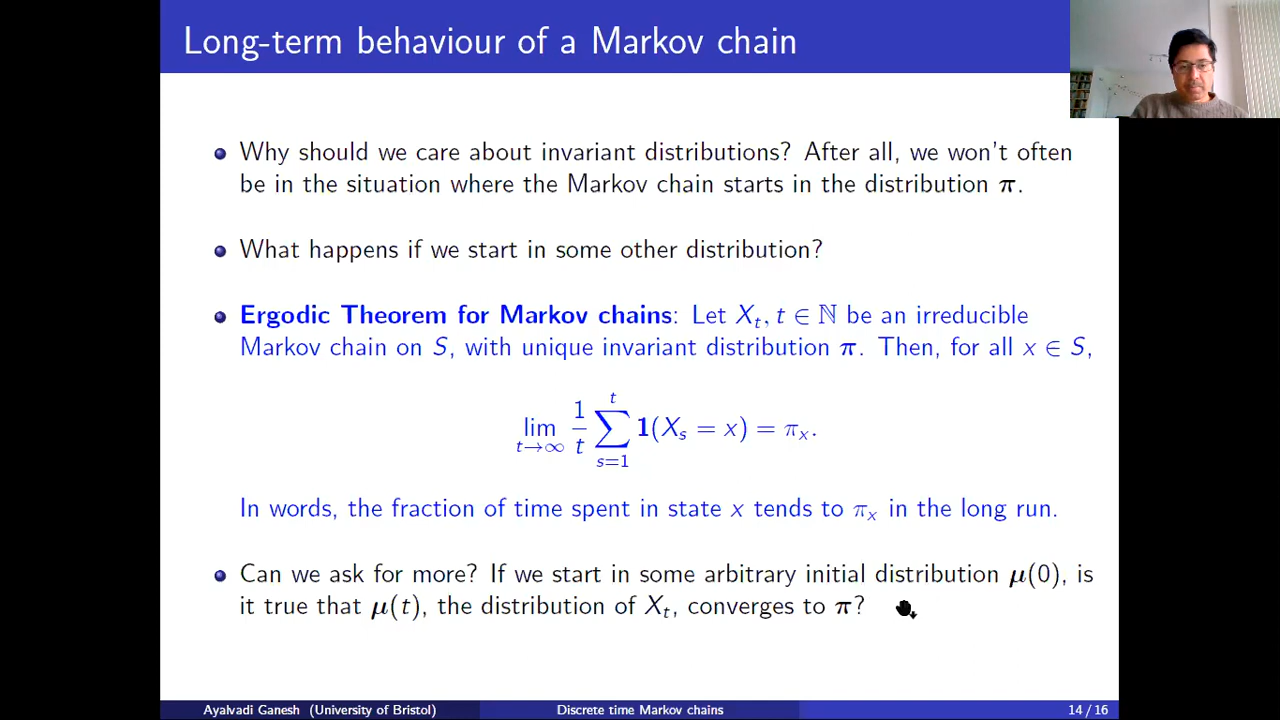 Long-term behaviour of a Markov chain
Why should we care about invariant distributions? After all, we won't often
be in the situation where the Markov chain starts in the distribution π.
What happens if we start in some other distribution?
Ergodic Theorem for Markov chains: Let Xₜ, t ∈ ℕ be an irreducible
Markov chain on S, with unique invariant distribution π. Then, for all x ∈ S,
lim_{t→∞} 1/t ∑_{s=1}^{t} 1(Xₛ = x) = πₓ.
In words, the fraction of time spent in state x tends to πₓ in the long run.
Can we ask for more? If we start in some arbitrary initial distribution μ(0), is
it true that μ(t), the distribution of Xₜ, converges to π?
Ayalvadi Ganesh (University of Bristol) Discrete time Markov chains 14 / 16